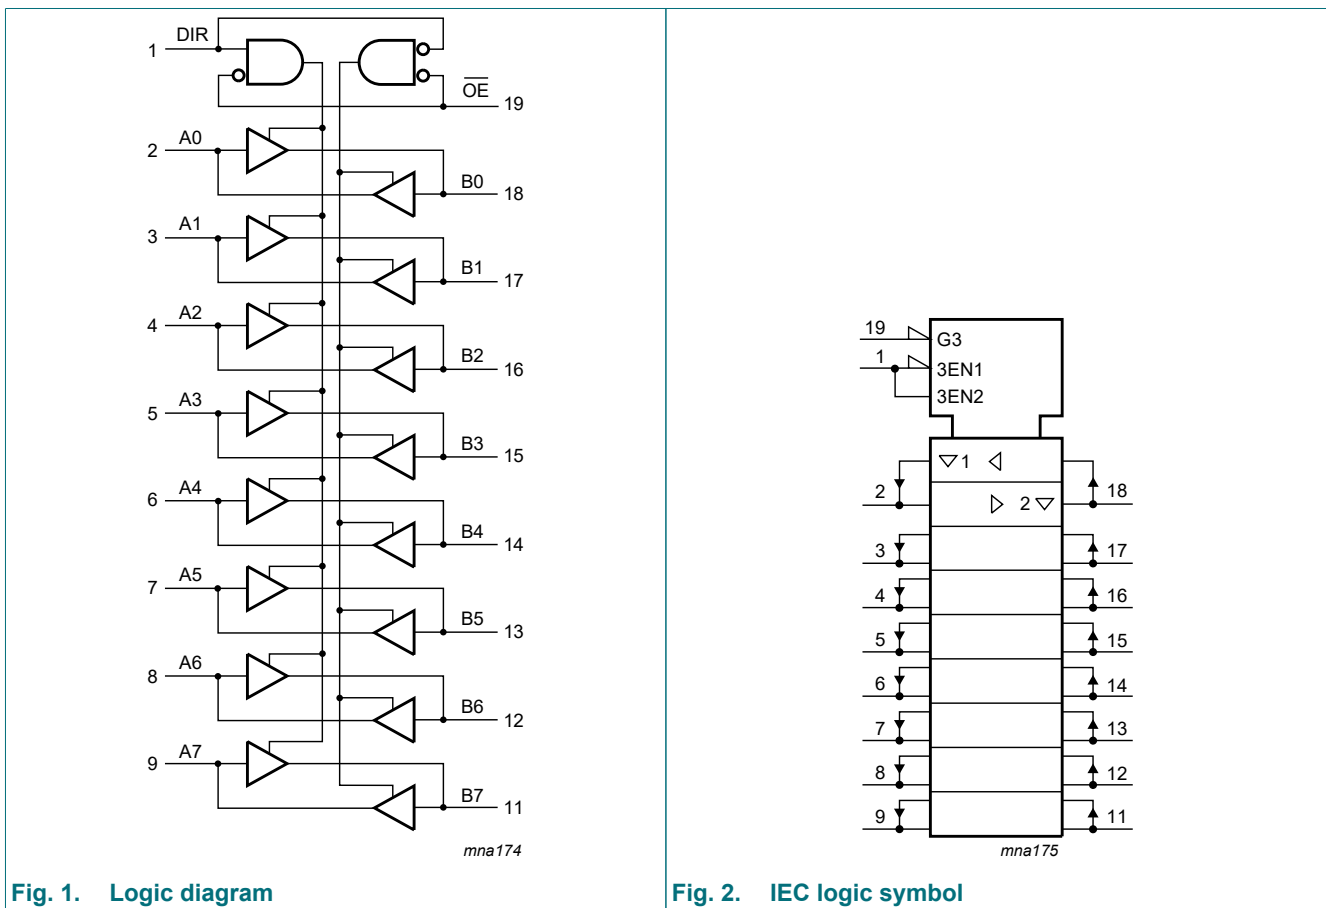 DIR
1
OE
19
A0
2
B0
18
A1
3
B1
17
A2
4
B2
16
A3
5
B3
15
A4
6
B4
14
A5
7
B5
13
A6
8
B6
12
A7
9
B7
11
mna174
Fig. 1. Logic diagram
19
G3
1
3EN1
3EN2
1
2
18
2
3
17
4
16
5
15
6
14
7
13
8
12
9
11
mna175
Fig. 2. IEC logic symbol